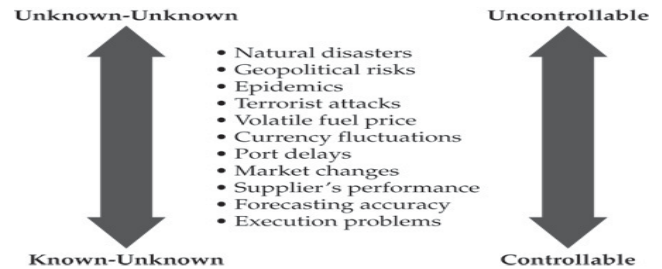 Unknown-Unknown
Uncontrollable
• Natural disasters
• Geopolitical risks
• Epidemics
• Terrorist attacks
• Volatile fuel price
• Currency fluctuations
• Port delays
• Market changes
• Supplier´s performance
• Forecasting accuracy
• Execution problems
Known-Unknown
Controllable